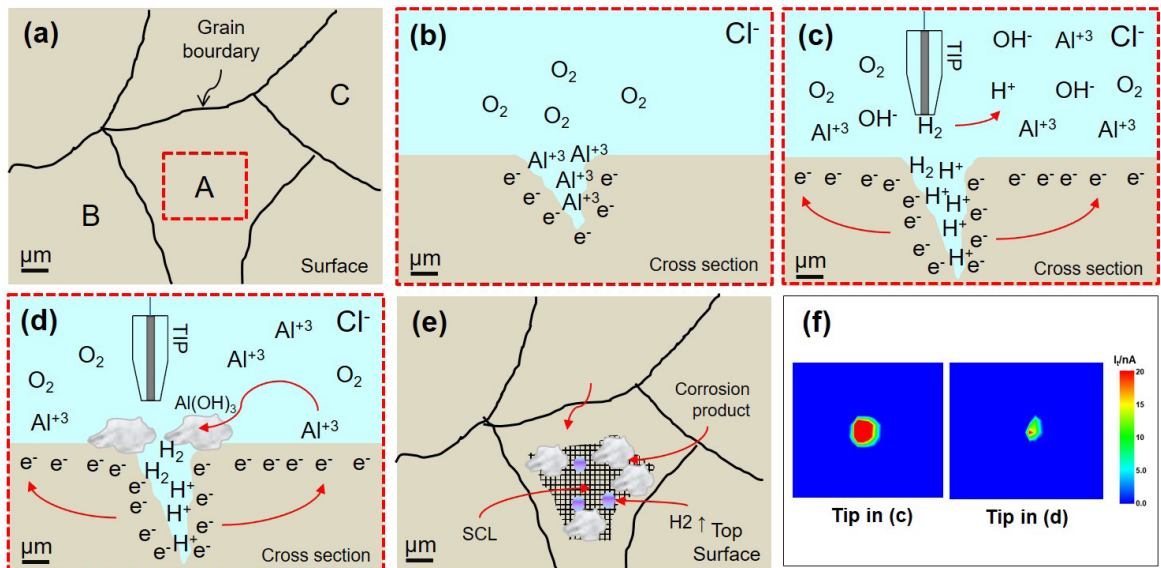 (a)
Grain
bourdary
C
A
B
μm
Surface
(b)
Cl-
O2
O2
O2
O2
Al+3 Al+3
Al+3
Al+3
e- e-
e- e-
e- e-
e-
μm
Cross section
(c)
TIP
OH- Al+3 Cl-
O2
O2 OH- H+ OH- O2
Al+3 H2 Al+3 Al+3
H2 H+
e- e- e- e- e- e- e- e- e- e-
H+ H+
e- e-
H+
e- e-
H+ e-
e-
μm
Cross section
(d)
TIP
Cl-
Al+3
O2 Al+3
O2 O2
Al(OH)3
Al+3 Al+3
H2
e- e- e- e- e- e- e- e- e- e-
H2
H+ e-
e- H+ e-
e- H+ e-
e-
μm
Cross section
(e)
Corrosion
product
SCL
H2 ↑ Top
Surface
μm
(f)
It/nA
20
15
10
5
0.0
Tip in (c)
Tip in (d)